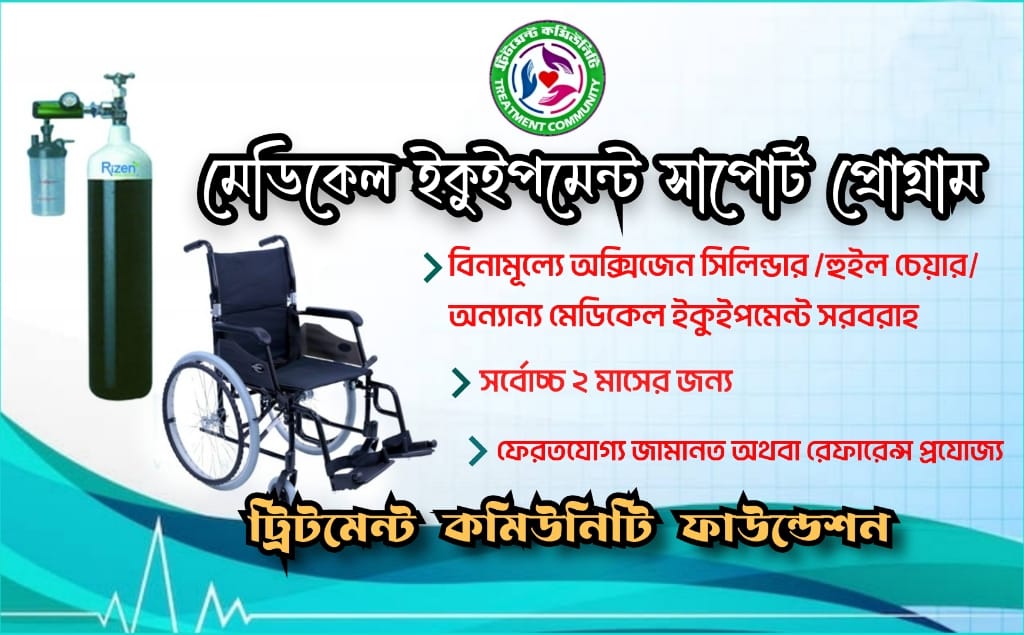 ট্রিটমেন্ট কমিউনিটি
TREATMENT COMMUNITY
Rizen
মেডিকেল ইকুইপমেন্ট সাপোর্ট প্রোগ্রাম
বিনামূল্যে অক্সিজেন সিলিন্ডার /হুইল চেয়ার/
অন্যান্য মেডিকেল ইকুইপমেন্ট সরবরাহ
সর্বোচ্চ ২ মাসের জন্য
ফেরতযোগ্য জামানত অথবা রেফারেন্স প্রযোজ্য
ট্রিটমেন্ট কমিউনিটি ফাউন্ডেশন